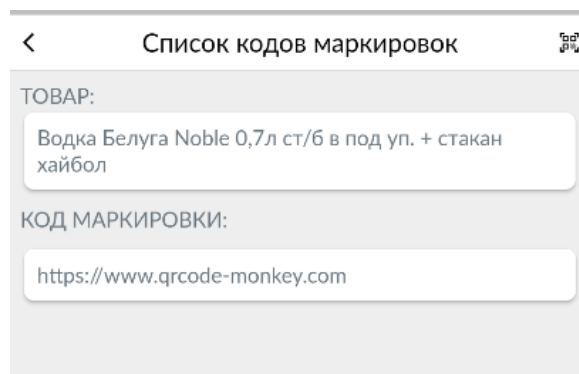 Список кодов маркировок
ТОВАР:
Водка Белуга Noble 0,7л ст/б в под уп. + стакан
хайбол
КОД МАРКИРОВКИ:
https://www.qrcode-monkey.com